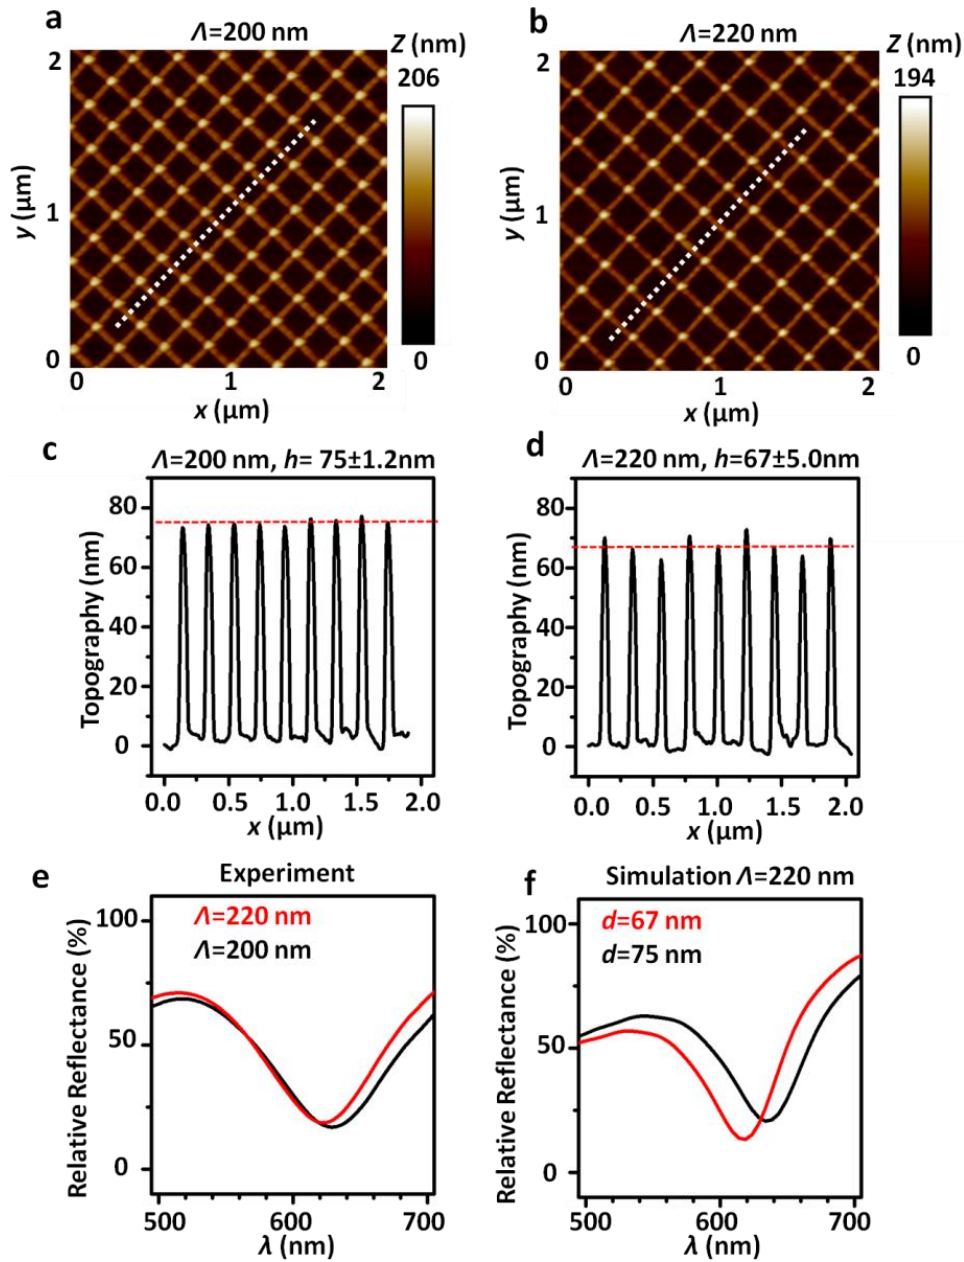 a
Λ=200 nm
Z (nm)
206
2
1
0
y (µm)
0
0 1 2
x (µm)
b
Λ=220 nm
Z (nm)
194
2
1
0
y (µm)
0
0 1 2
x (µm)
c
Λ=200 nm, h= 75±1.2nm
80
60
40
20
0
Topography (nm)
0.0 0.5 1.0 1.5 2.0
x (µm)
d
Λ=220 nm, h=67±5.0nm
80
60
40
20
0
Topography (nm)
0.0 0.5 1.0 1.5 2.0
x (µm)
e
Experiment
Λ=220 nm
Λ=200 nm
100
50
0
Relative Reflectance (%)
500 600 700
λ (nm)
f
Simulation Λ=220 nm
d=67 nm
d=75 nm
100
50
0
Relative Reflectance (%)
500 600 700
λ (nm)